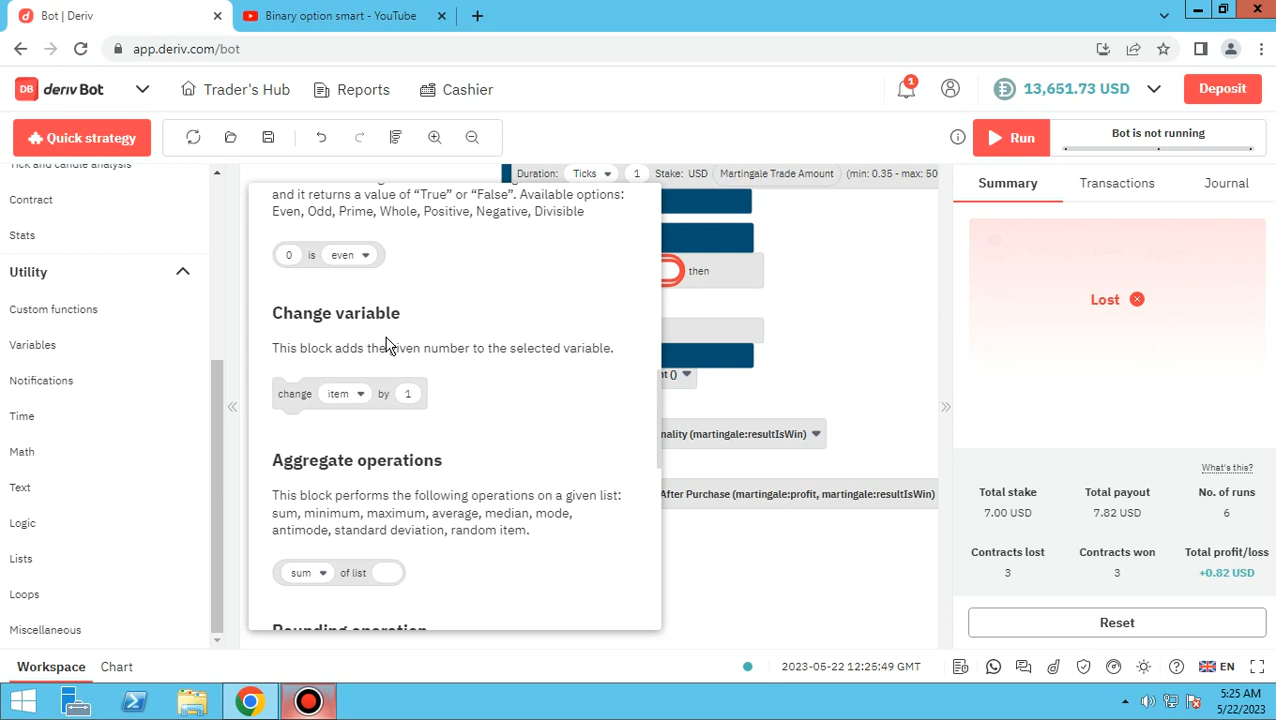 Bot | Deriv
Binary option smart - YouTube
app.deriv.com/bot
DB deriv Bot
Trader's Hub
Reports
Cashier
1
13,651.73 USD
Deposit
Quick strategy
Run
Bot is not running
Tick and candle analysis
Contract
Stats
Utility
Custom functions
Variables
Notifications
Time
Math
Text
Logic
Lists
Loops
Miscellaneous
Duration: Ticks 1 Stake: USD Martingale Trade Amount (min: 0.35 - max: 50
and it returns a value of “True” or “False”. Available options:
Even, Odd, Prime, Whole, Positive, Negative, Divisible
0 is even
Change variable
This block adds the given number to the selected variable.
change item by 1
Aggregate operations
This block performs the following operations on a given list:
sum, minimum, maximum, average, median, mode,
antimode, standard deviation, random item.
sum of list
Rounding operation
then
nt ()
nality (martingale:resultIsWin)
After Purchase (martingale:profit, martingale:resultIsWin)
Summary
Transactions
Journal
Lost
What's this?
Total stake
Total payout
No. of runs
7.00 USD
7.82 USD
6
Contracts lost
Contracts won
Total profit/loss
3
3
+0.82 USD
Reset
Workspace
Chart
2023-05-22 12:25:49 GMT
EN
5:25 AM
5/22/2023